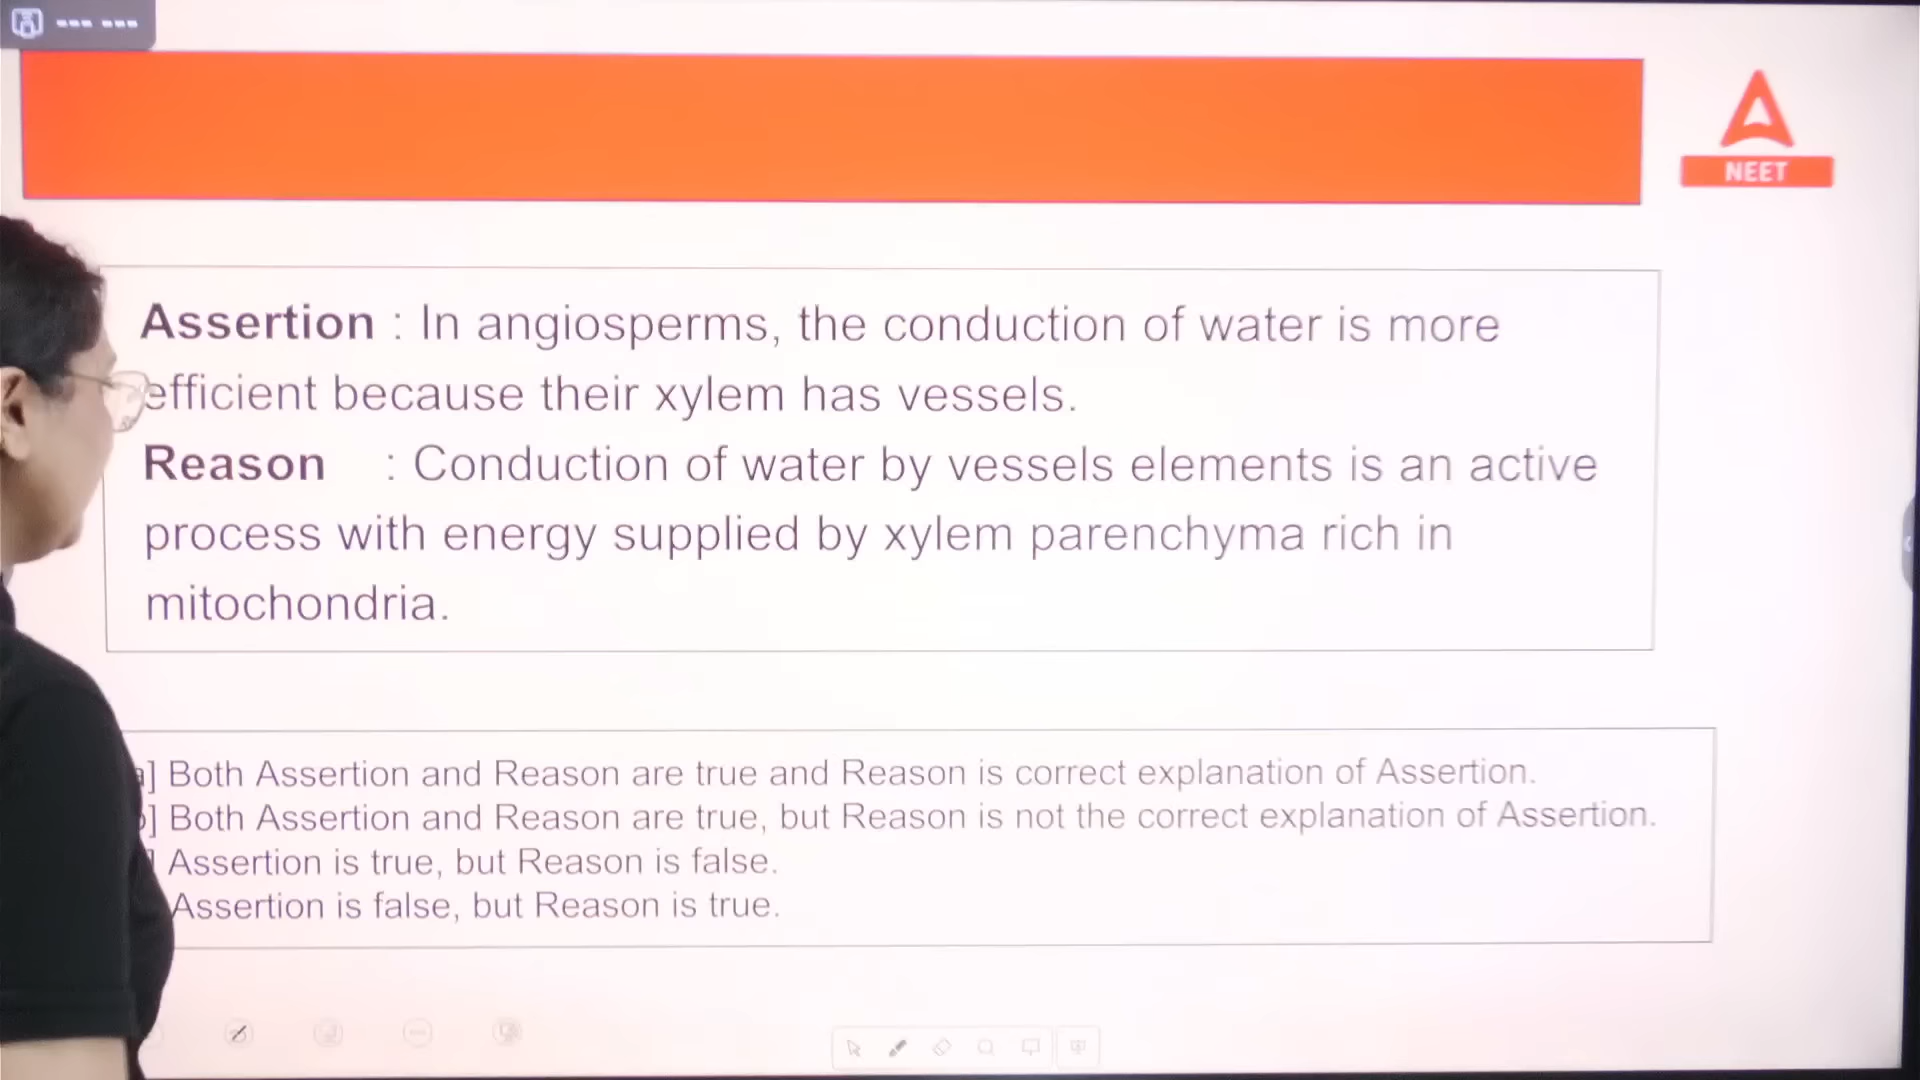 NEET
Assertion : In angiosperms, the conduction of water is more
efficient because their xylem has vessels.
Reason : Conduction of water by vessels elements is an active
process with energy supplied by xylem parenchyma rich in
mitochondria.
] Both Assertion and Reason are true and Reason is correct explanation of Assertion.
] Both Assertion and Reason are true, but Reason is not the correct explanation of Assertion.
] Assertion is true, but Reason is false.
Assertion is false, but Reason is true.